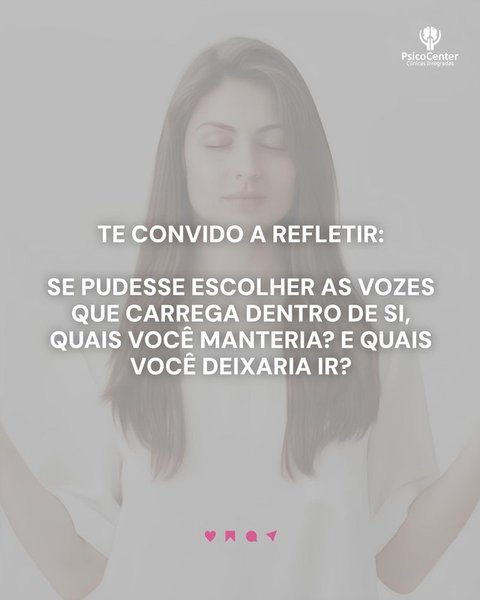 PsicoCenter
Clínicas Integradas
TE CONVIDO A REFLETIR:
SE PUDESSE ESCOLHER AS VOZES
QUE CARREGA DENTRO DE SI,
QUAIS VOCÊ MANTERIA? E QUAIS
VOCÊ DEIXARIA IR?